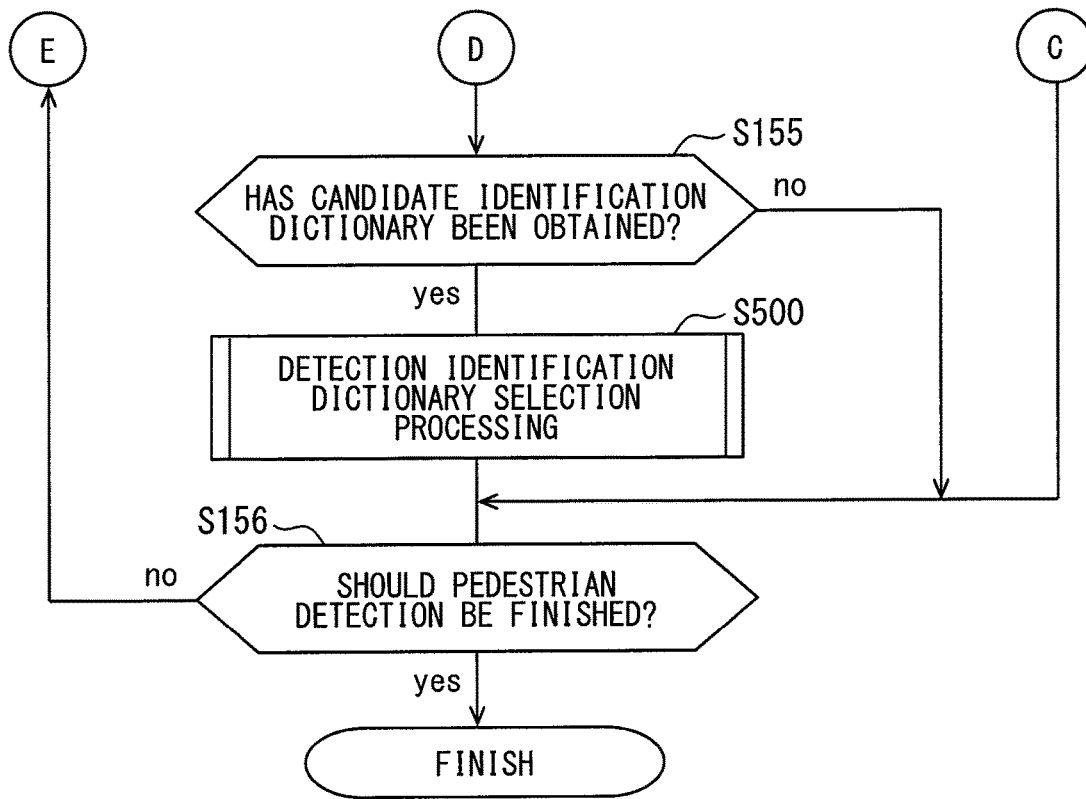 E
D
C
S155
HAS CANDIDATE IDENTIFICATION
DICTIONARY BEEN OBTAINED?
no
yes
S500
DETECTION IDENTIFICATION
DICTIONARY SELECTION
PROCESSING
S156
no
SHOULD PEDESTRIAN
DETECTION BE FINISHED?
yes
FINISH